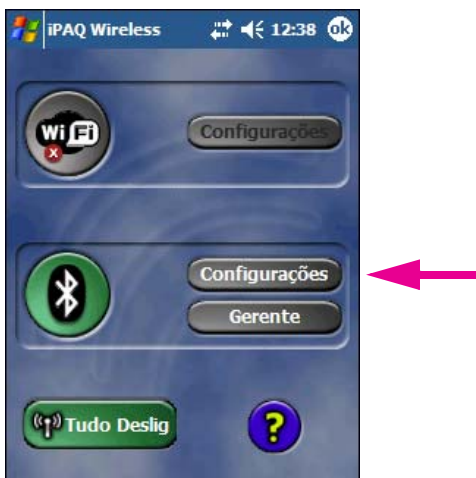 iPAQ Wireless 12:38 ok
Wi Fi Configurações
Configurações
Gerente
Tudo Deslig ?